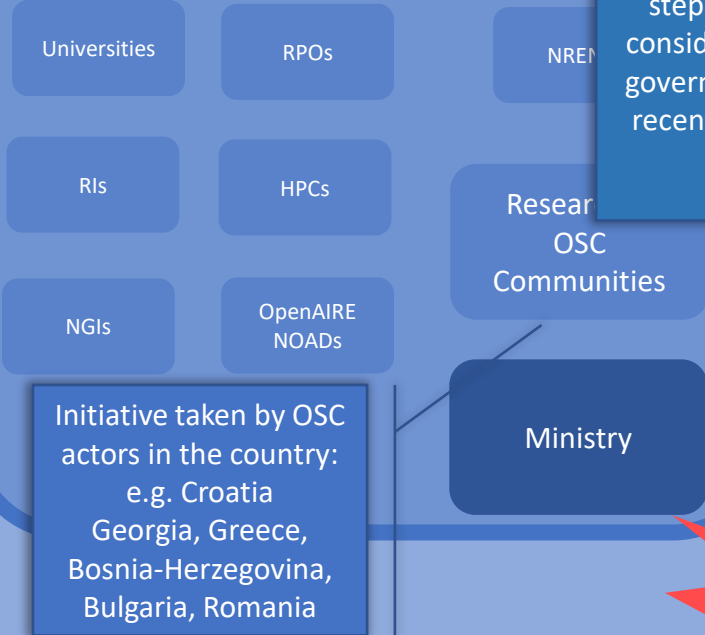 Universities
RPOs
RIs
HPCs
NGIs
OpenAIRE
NOADs
OSC
Communities
Ministry
Initiative taken by OSC
actors in the country:
e.g. Croatia
Georgia, Greece,
Bosnia-Herzegovina,
Bulgaria, Romania